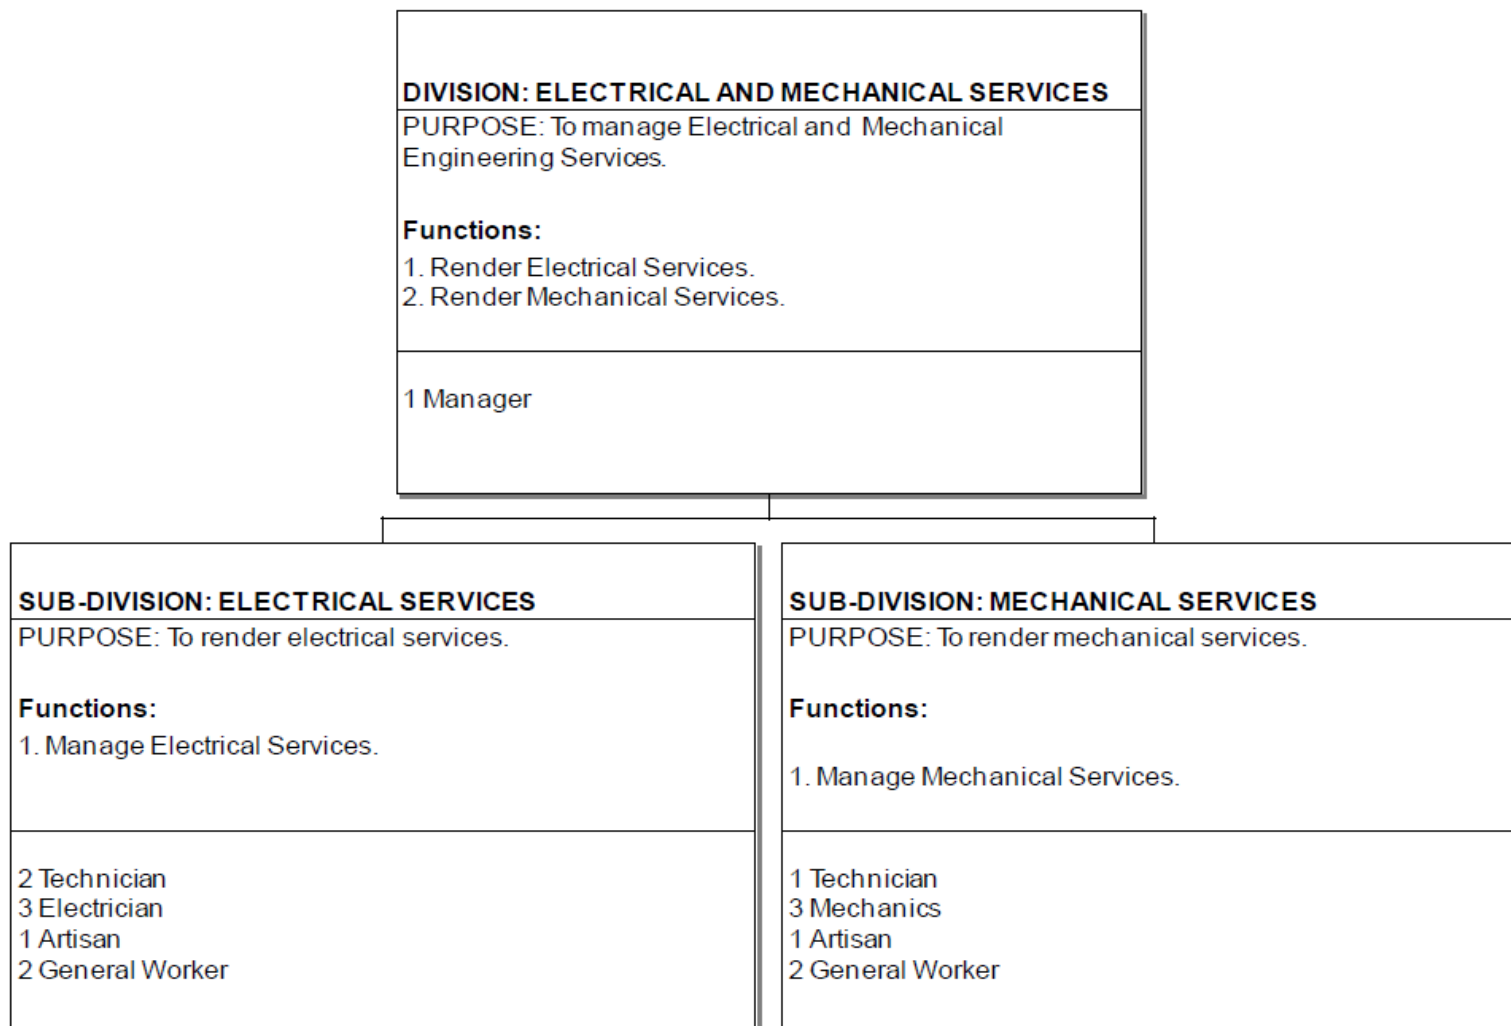 DIVISION: ELECTRICAL AND MECHANICAL SERVICES
PURPOSE: To manage Electrical and Mechanical
Engineering Services.
Functions:
1. Render Electrical Services.
2. Render Mechanical Services.
1 Manager
SUB-DIVISION: ELECTRICAL SERVICES
PURPOSE: To render electrical services.
Functions:
1. Manage Electrical Services.
2 Technician
3 Electrician
1 Artisan
2 General Worker
SUB-DIVISION: MECHANICAL SERVICES
PURPOSE: To render mechanical services.
Functions:
1. Manage Mechanical Services.
1 Technician
3 Mechanics
1 Artisan
2 General Worker